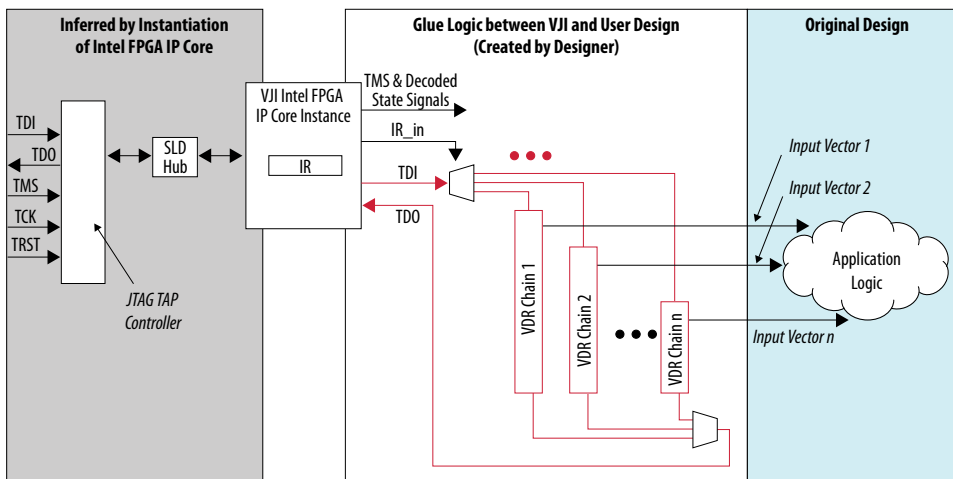 Inferred by Instantiation
of Intel FPGA IP Core
Glue Logic between VJI and User Design
(Created by Designer)
Original Design
TDI
TDO
TMS
TCK
TRST
SLD
Hub
JTAG TAP
Controller
VJI Intel FPGA
IP Core Instance
IR
TMS & Decoded
State Signals
IR_in
TDI
TDO
VDR Chain 1
VDR Chain 2
VDR Chain n
Input Vector 1
Input Vector 2
Input Vector n
Application
Logic